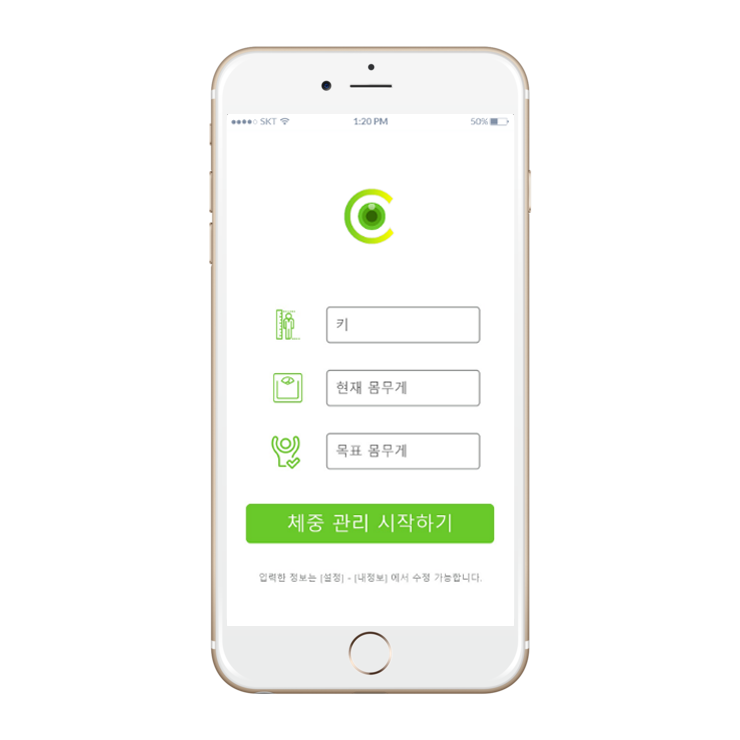 SKT 1:20 PM 50%
키
현재 몸무게
목표 몸무게
체중 관리 시작하기
입력한 정보는 [설정] - [내정보] 에서 수정 가능합니다.